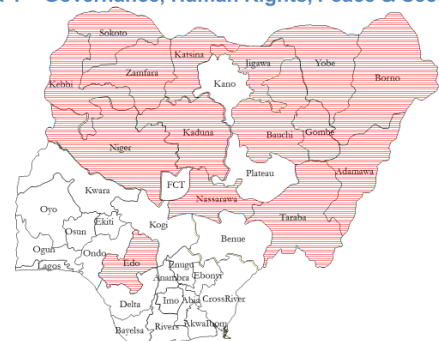 Governance, Human Rights, Peace & Sec
Sokoto
Katsina
Jigawa
Yobe
Zamfara
Borno
Kebbi
Kano
Kaduna
Bauchi
Gombe
Niger
Adamawa
Plateau
FCT
Kwara
Nassarawa
Oyo
Taraba
Ekiti
Kogi
Osun
Benue
Ogun
Ondo
Edo
Lagos
Enugu
Anambra
Ebonyi
Delta
Imo
Abia
CrossRiver
Bayelsa
Rivers
AkwaIbom